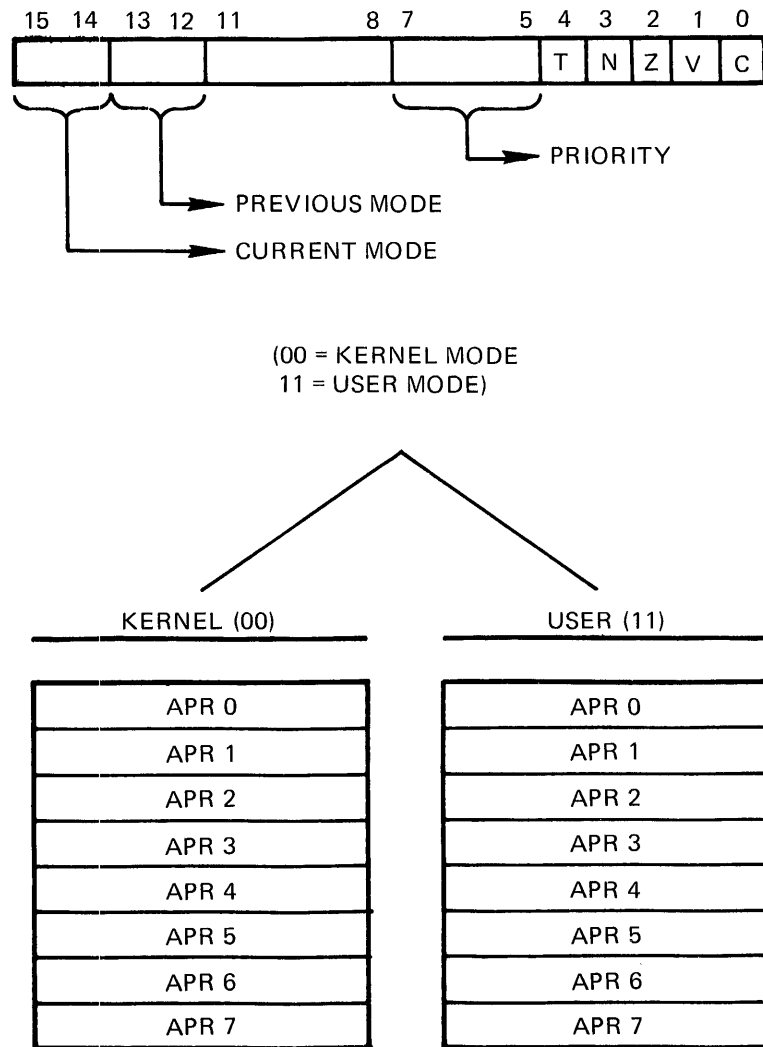 15 14 13 12 11 8 7 5 4 3 2 1 0
T N Z V C
PRIORITY
PREVIOUS MODE
CURRENT MODE
(00 = KERNEL MODE
11 = USER MODE)
KERNEL (00) USER (11)
APR 0 APR 0
APR 1 APR 1
APR 2 APR 2
APR 3 APR 3
APR 4 APR 4
APR 5 APR 5
APR 6 APR 6
APR 7 APR 7